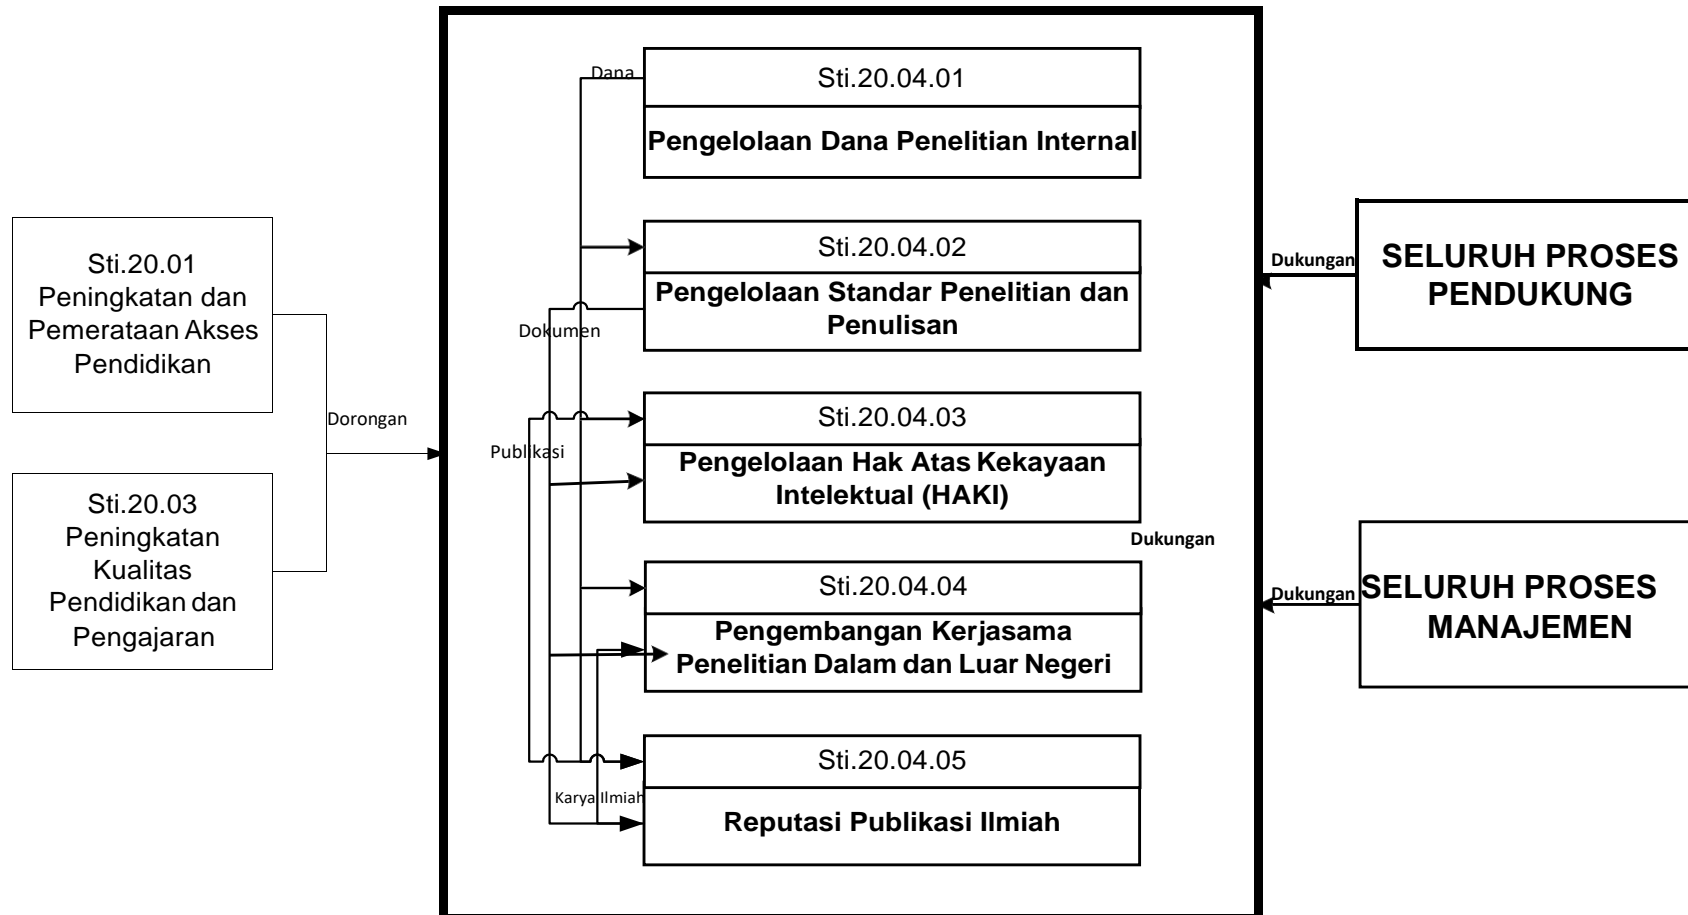 Sti.20.01
Peningkatan dan
Pemerataan Akses
Pendidikan
Sti.20.03
Peningkatan
Kualitas
Pendidikan dan
Pengajaran
Dorongan
Dana
Sti.20.04.01
Pengelolaan Dana Penelitian Internal
Sti.20.04.02
Pengelolaan Standar Penelitian dan
Penulisan
Dokumen
Sti.20.04.03
Pengelolaan Hak Atas Kekayaan
Intelektual (HAKI)
Publikasi
Dukungan
Sti.20.04.04
Pengembangan Kerjasama
Penelitian Dalam dan Luar Negeri
Sti.20.04.05
Reputasi Publikasi Ilmiah
Karya Ilmiah
Dukungan
SELURUH PROSES
PENDUKUNG
Dukungan
SELURUH PROSES
MANAJEMEN